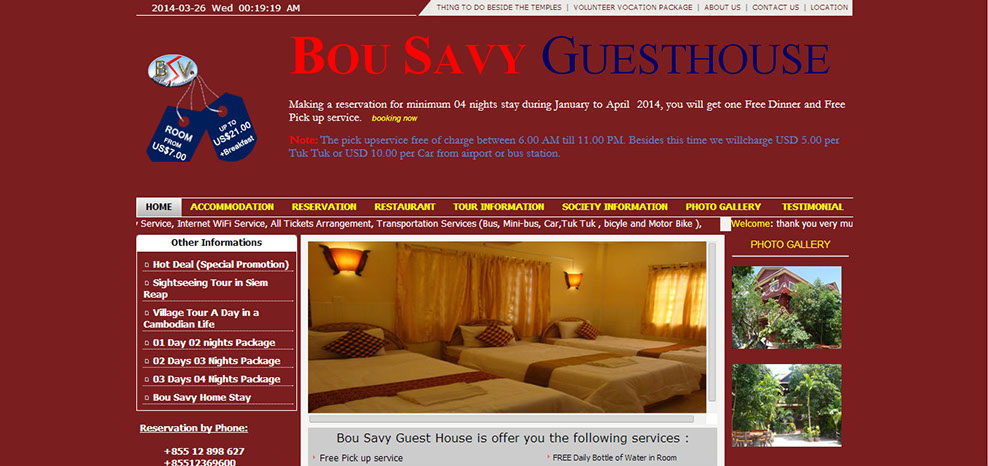 2014-03-26 Wed 00:19:19 AM
THING TO DO BESIDE THE TEMPLES | VOLUNTEER VOCATION PACKAGE | ABOUT US | CONTACT US | LOCATION
BSV
BOU SAVY GUESTHOUSE
ROOM
FROM
US$7.00
UP TO
US$21.00
+Breakfast
Making a reservation for minimum 04 nights stay during January to April 2014, you will get one Free Dinner and Free
Pick up service. booking now
Note: The pick upservice free of charge between 6.00 AM till 11.00 PM. Besides this time we willcharge USD 5.00 per
Tuk Tuk or USD 10.00 per Car from airport or bus station.
HOME ACCOMMODATION RESERVATION RESTAURANT TOUR INFORMATION SOCIETY INFORMATION PHOTO GALLERY TESTIMONIAL
y Service, Internet WiFi Service, All Tickets Arrangement, Transportation Services (Bus, Mini-bus, Car,Tuk Tuk , bicyle and Motor Bike ),
Welcome: thank you very mu
Other Informations
Hot Deal (Special Promotion)
Sightseeing Tour in Siem
Reap
Village Tour A Day in a
Cambodian Life
01 Day 02 nights Package
02 Days 03 Nights Package
03 Days 04 Nights Package
Bou Savy Home Stay
Reservation by Phone:
+855 12 898 627
+85512369600
Bou Savy Guest House is offer you the following services :
Free Pick up service
FREE Daily Bottle of Water in Room
PHOTO GALLERY